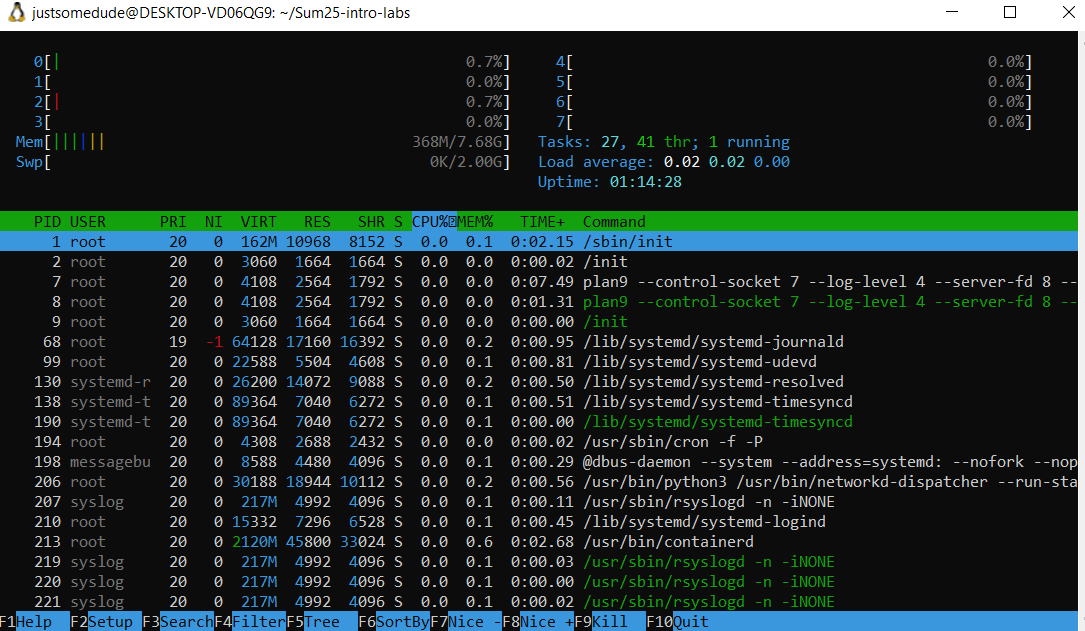 justsomedude@DESKTOP-VD06QG9: ~/Sum25-intro-labs
0[| 0.7%] 4[ 0.0%]
1[ 0.0%] 5[ 0.0%]
2[| 0.7%] 6[ 0.0%]
3[ 0.0%] 7[ 0.0%]
Mem[|||||| 368M/7.68G] Tasks: 27, 41 thr; 1 running
Swp[ 0K/2.00G] Load average: 0.02 0.02 0.00
Uptime: 01:14:28
PID USER PRI NI VIRT RES SHR S CPU% MEM% TIME+ Command
1 root 20 0 162M 10968 8152 S 0.0 0.1 0:02.15 /sbin/init
2 root 20 0 3060 1664 1664 S 0.0 0.0 0:00.02 /init
7 root 20 0 4108 2564 1792 S 0.0 0.0 0:07.49 plan9 --control-socket 7 --log-level 4 --server-fd 8 --
8 root 20 0 4108 2564 1792 S 0.0 0.0 0:01.31 plan9 --control-socket 7 --log-level 4 --server-fd 8 --
9 root 20 0 3060 1664 1664 S 0.0 0.0 0:00.00 /init
68 root 19 -1 64128 17160 16392 S 0.0 0.2 0:00.95 /lib/systemd/systemd-journald
99 root 20 0 22588 5504 4608 S 0.0 0.1 0:00.81 /lib/systemd/systemd-udevd
130 systemd-r 20 0 26200 14072 9088 S 0.0 0.2 0:00.50 /lib/systemd/systemd-resolved
138 systemd-t 20 0 89364 7040 6272 S 0.0 0.1 0:00.51 /lib/systemd/systemd-timesyncd
190 systemd-t 20 0 89364 7040 6272 S 0.0 0.1 0:00.00 /lib/systemd/systemd-timesyncd
194 root 20 0 4308 2688 2432 S 0.0 0.0 0:00.02 /usr/sbin/cron -f -P
198 messagebu 20 0 8588 4480 4096 S 0.0 0.1 0:00.29 @dbus-daemon --system --address=systemd: --nofork --nop
206 root 20 0 30188 18944 10112 S 0.0 0.2 0:00.56 /usr/bin/python3 /usr/bin/networkd-dispatcher --run-sta
207 syslog 20 0 217M 4992 4096 S 0.0 0.1 0:00.11 /usr/sbin/rsyslogd -n -iNONE
210 root 20 0 15332 7296 6528 S 0.0 0.1 0:00.45 /lib/systemd/systemd-logind
213 root 20 0 2120M 45800 33024 S 0.0 0.6 0:02.68 /usr/bin/containerd
219 syslog 20 0 217M 4992 4096 S 0.0 0.1 0:00.03 /usr/sbin/rsyslogd -n -iNONE
220 syslog 20 0 217M 4992 4096 S 0.0 0.1 0:00.00 /usr/sbin/rsyslogd -n -iNONE
221 syslog 20 0 217M 4992 4096 S 0.0 0.1 0:00.02 /usr/sbin/rsyslogd -n -iNONE
F1Help F2Setup F3SearchF4FilterF5Tree F6SortByF7Nice -F8Nice +F9Kill F10Quit